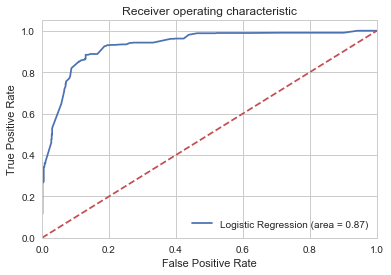 Receiver operating characteristic
True Positive Rate
1.0
0.8
0.6
0.4
0.2
0.0
Logistic Regression (area = 0.87)
0.0 0.2 0.4 0.6 0.8 1.0
False Positive Rate